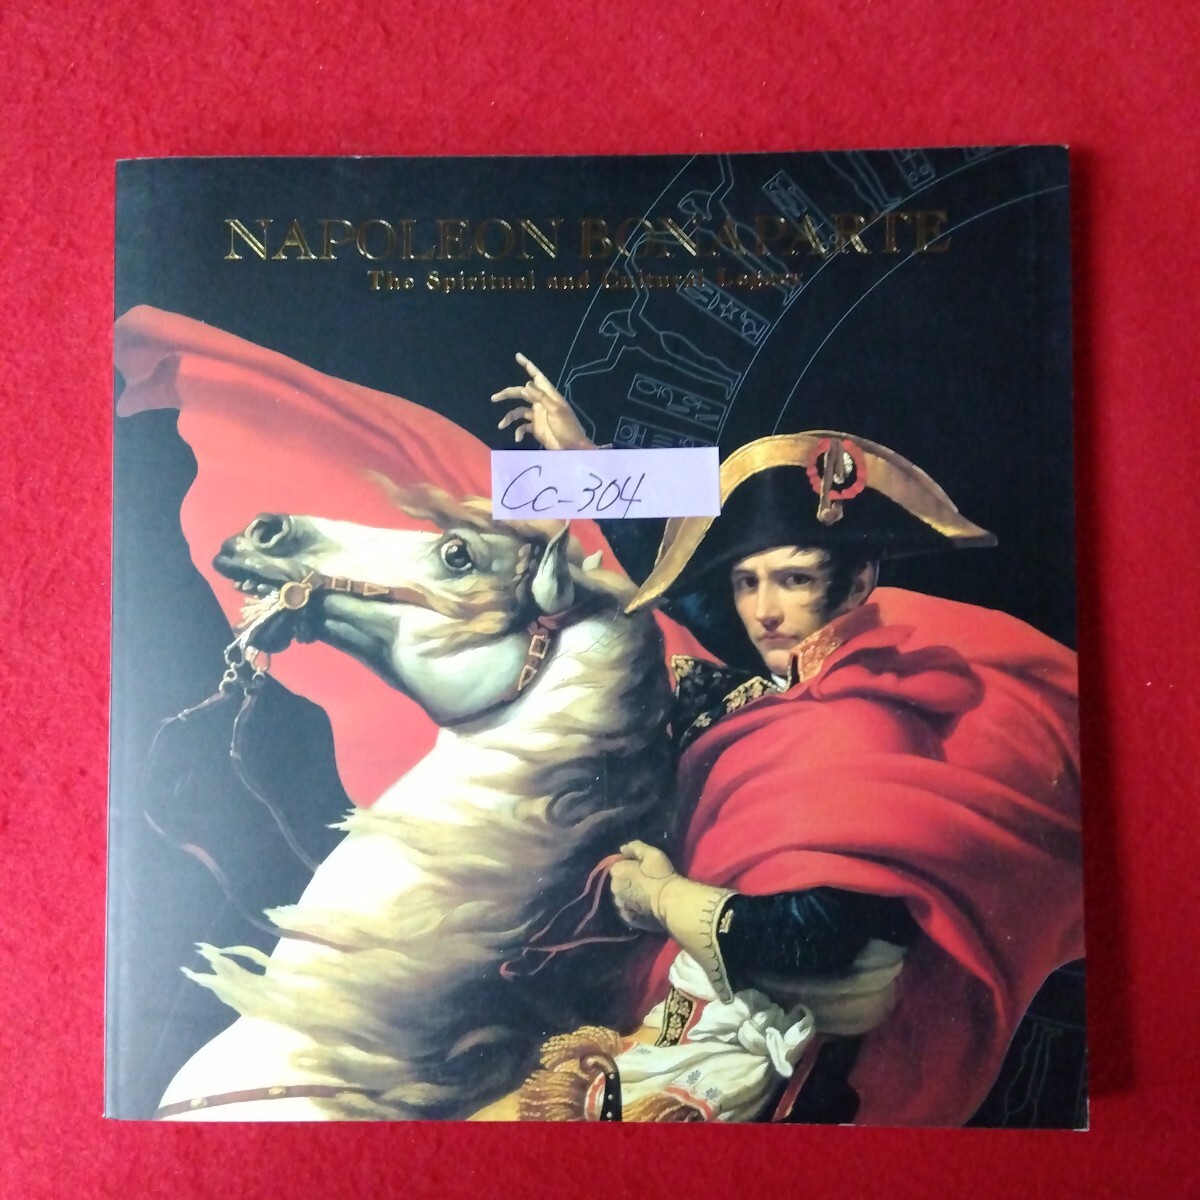 NAPOLEON BONAPARTE
The Spiritual and Cultural Legacy
Cc-304